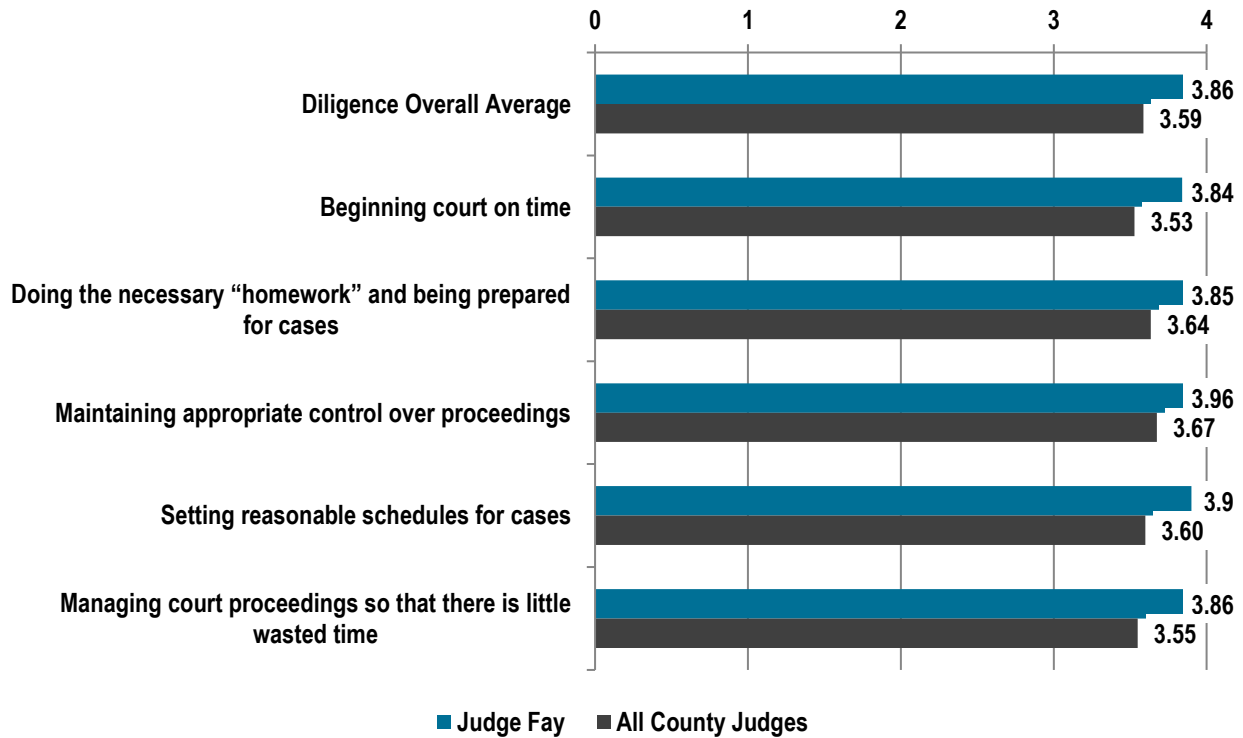 0 1 2 3 4
Diligence Overall Average
3.86
3.59
Beginning court on time
3.84
3.53
Doing the necessary “homework” and being prepared
for cases
3.85
3.64
Maintaining appropriate control over proceedings
3.96
3.67
Setting reasonable schedules for cases
3.9
3.60
Managing court proceedings so that there is little
wasted time
3.86
3.55
Judge Fay All County Judges